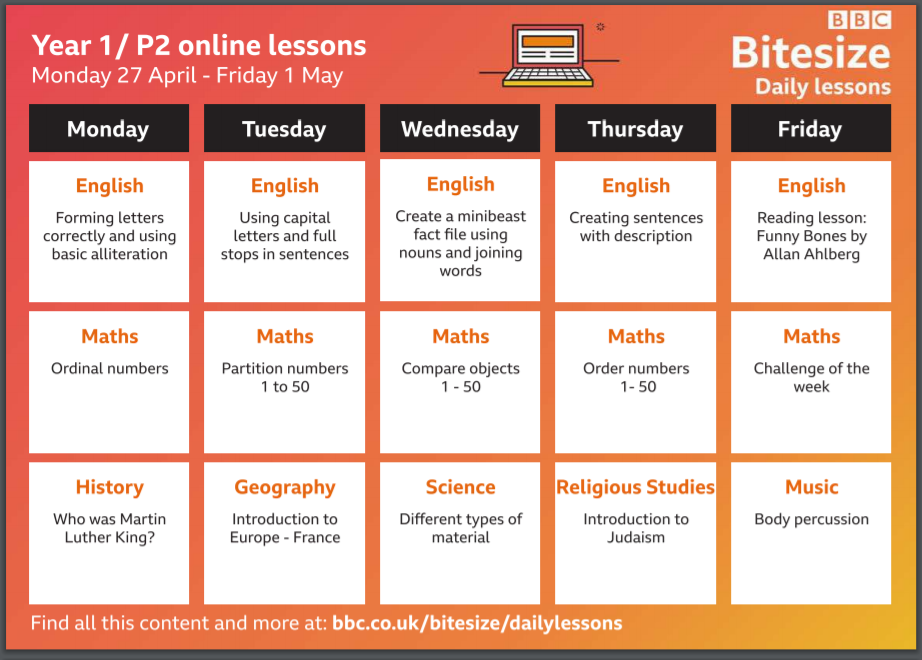 Year 1/ P2 online lessons
Monday 27 April - Friday 1 May
BBC
Bitesize
Daily lessons
Monday
Tuesday
Wednesday
Thursday
Friday
English
Forming letters
correctly and using
basic alliteration
English
Using capital
letters and full
stops in sentences
English
Create a minibeast
fact file using
nouns and joining
words
English
Creating sentences
with description
English
Reading lesson:
Funny Bones by
Allan Ahlberg
Maths
Ordinal numbers
Maths
Partition numbers
1 to 50
Maths
Compare objects
1 - 50
Maths
Order numbers
1- 50
Maths
Challenge of the
week
History
Who was Martin
Luther King?
Geography
Introduction to
Europe - France
Science
Different types of
material
Religious Studies
Introduction to
Judaism
Music
Body percussion
Find all this content and more at: bbc.co.uk/bitesize/dailylessons